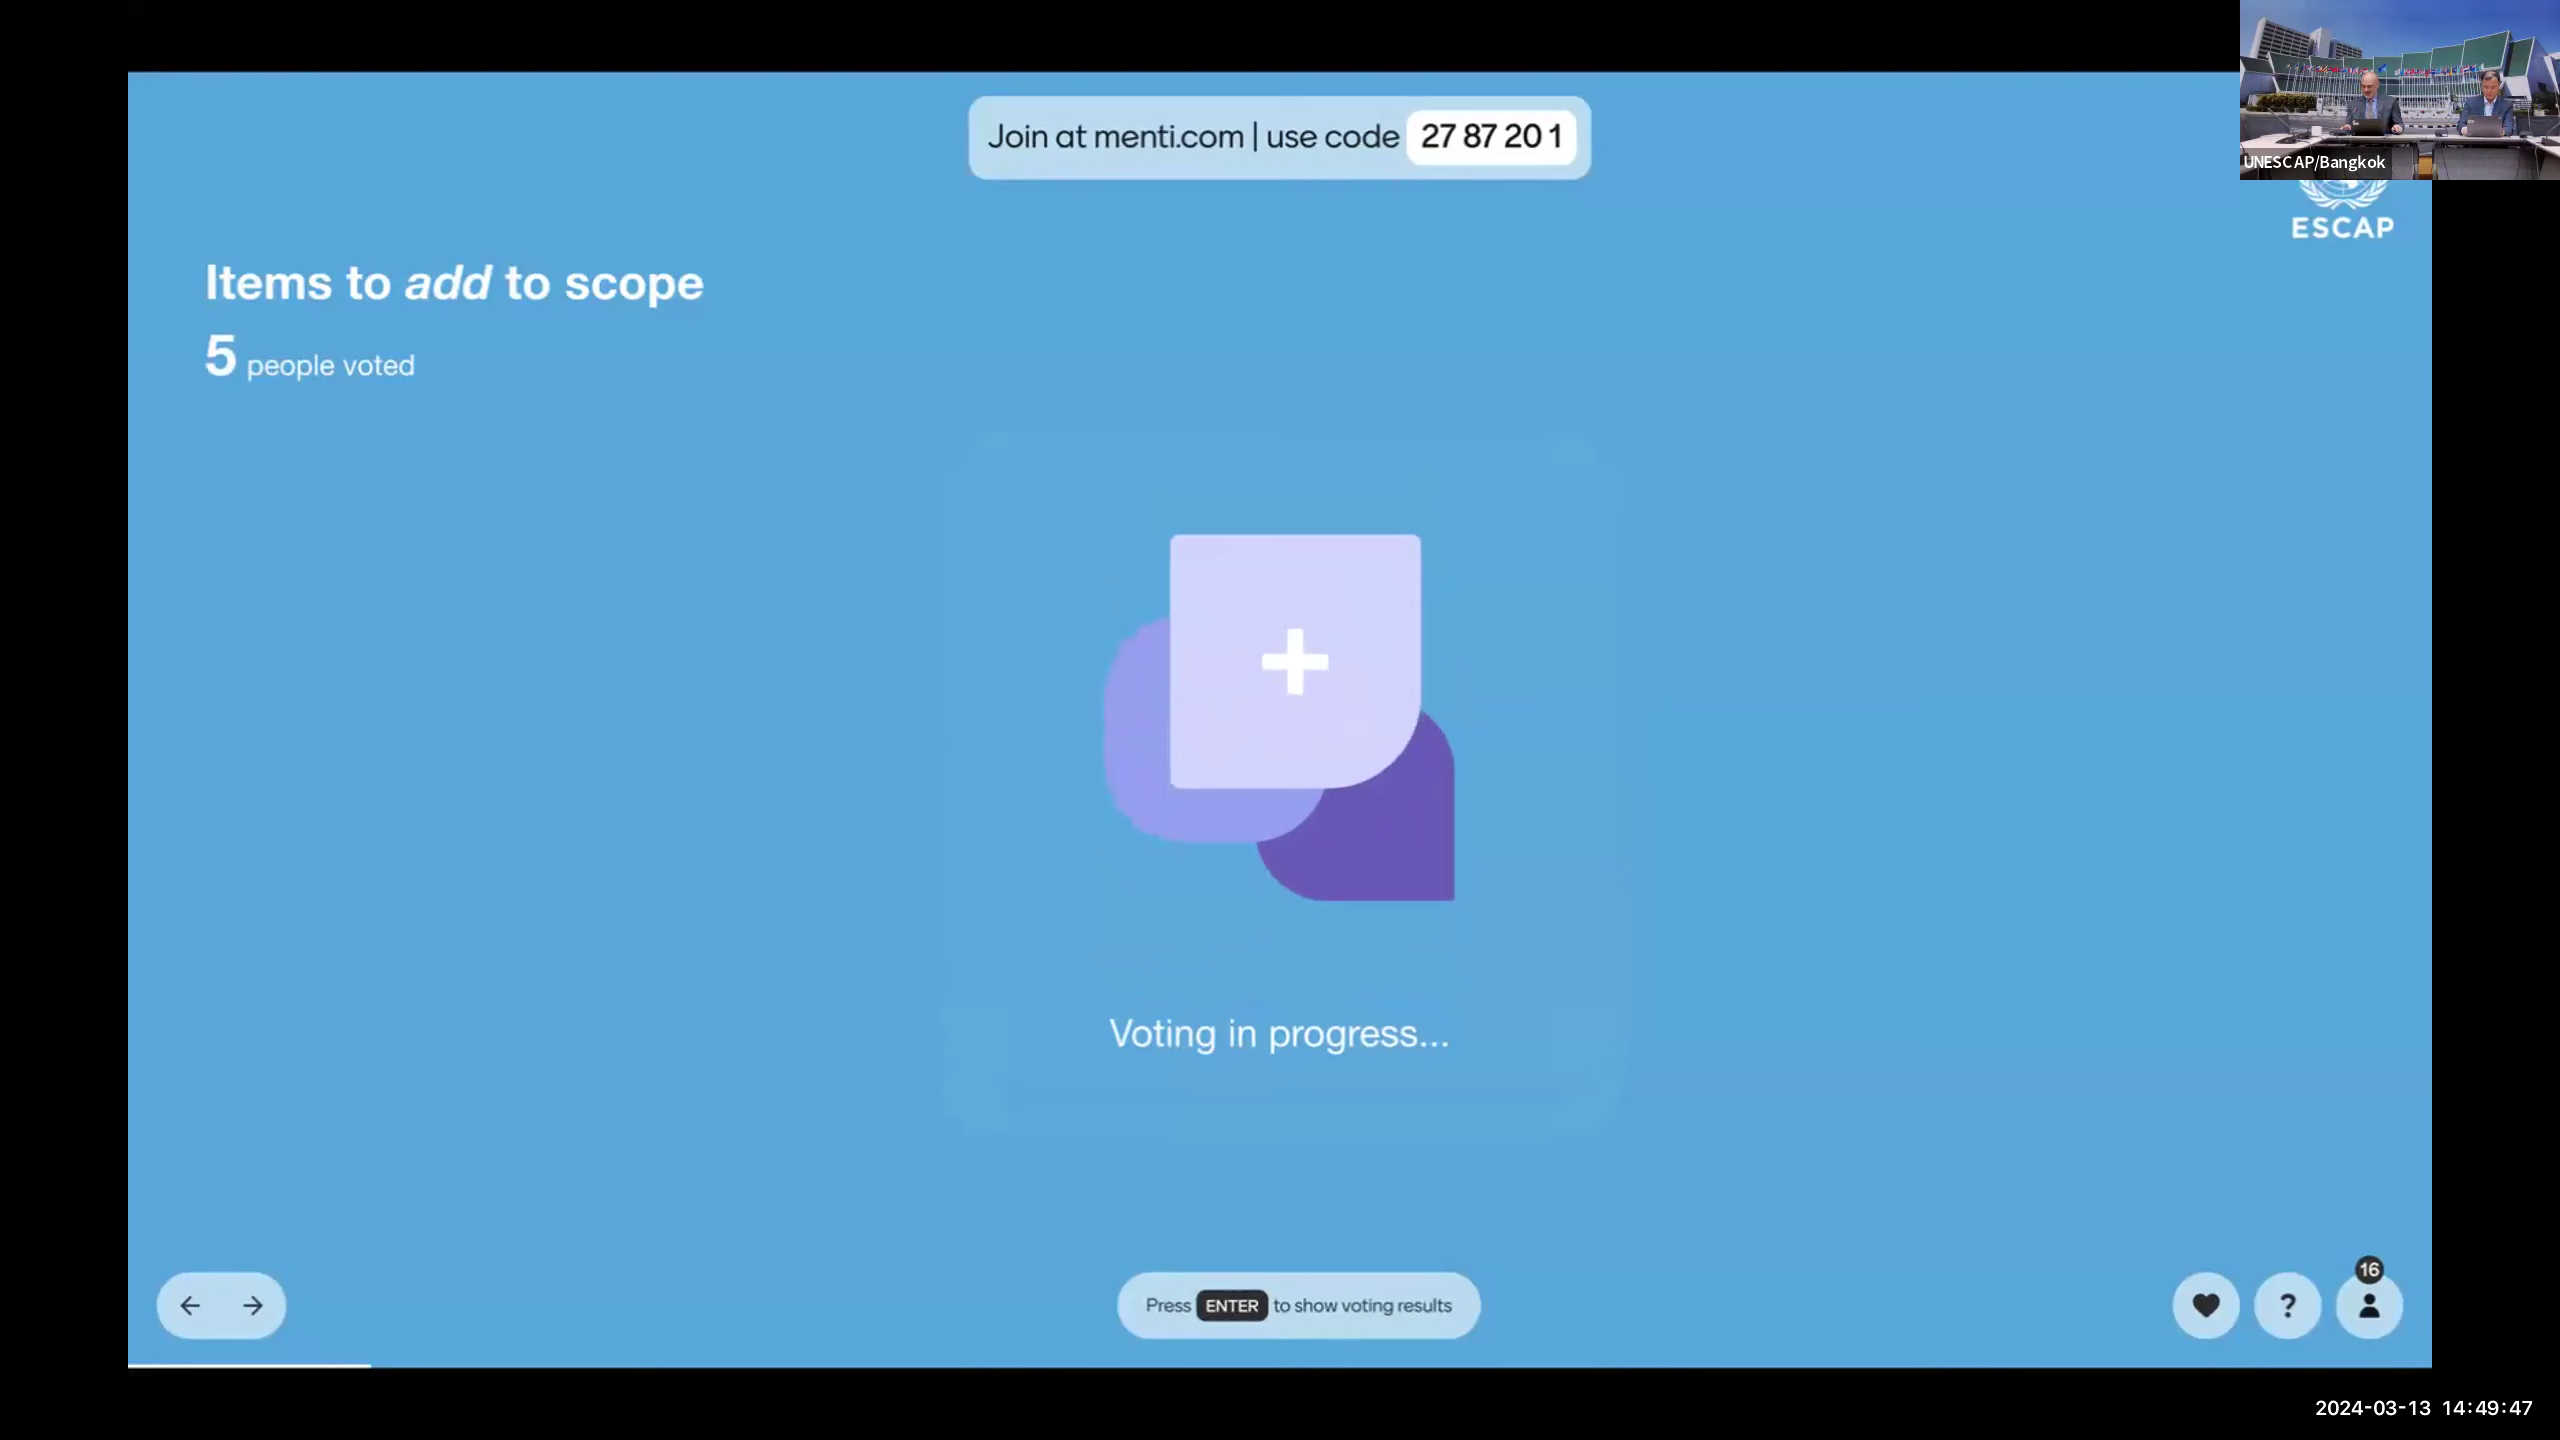 Join at menti.com | use code 27 87 20 1
UNESCAP/Bangkok
ESCAP
Items to add to scope
5 people voted
Voting in progress...
Press ENTER to show voting results
?
16
2024-03-13 14:49:47